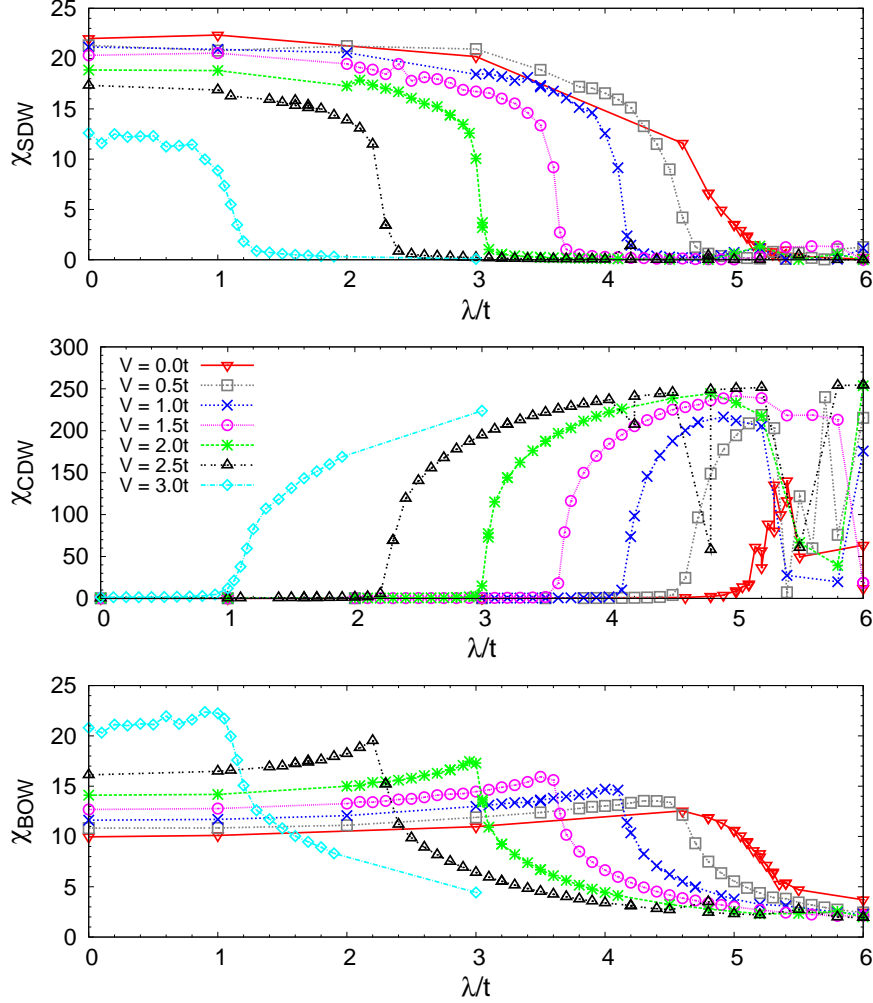 25
20
15
10
5
0
χSDW
0 1 2 3 4 5 6
λ/t
300
250
200
150
100
50
0
χCDW
V = 0.0t
V = 0.5t
V = 1.0t
V = 1.5t
V = 2.0t
V = 2.5t
V = 3.0t
0 1 2 3 4 5 6
λ/t
25
20
15
10
5
0
χBOW
0 1 2 3 4 5 6
λ/t